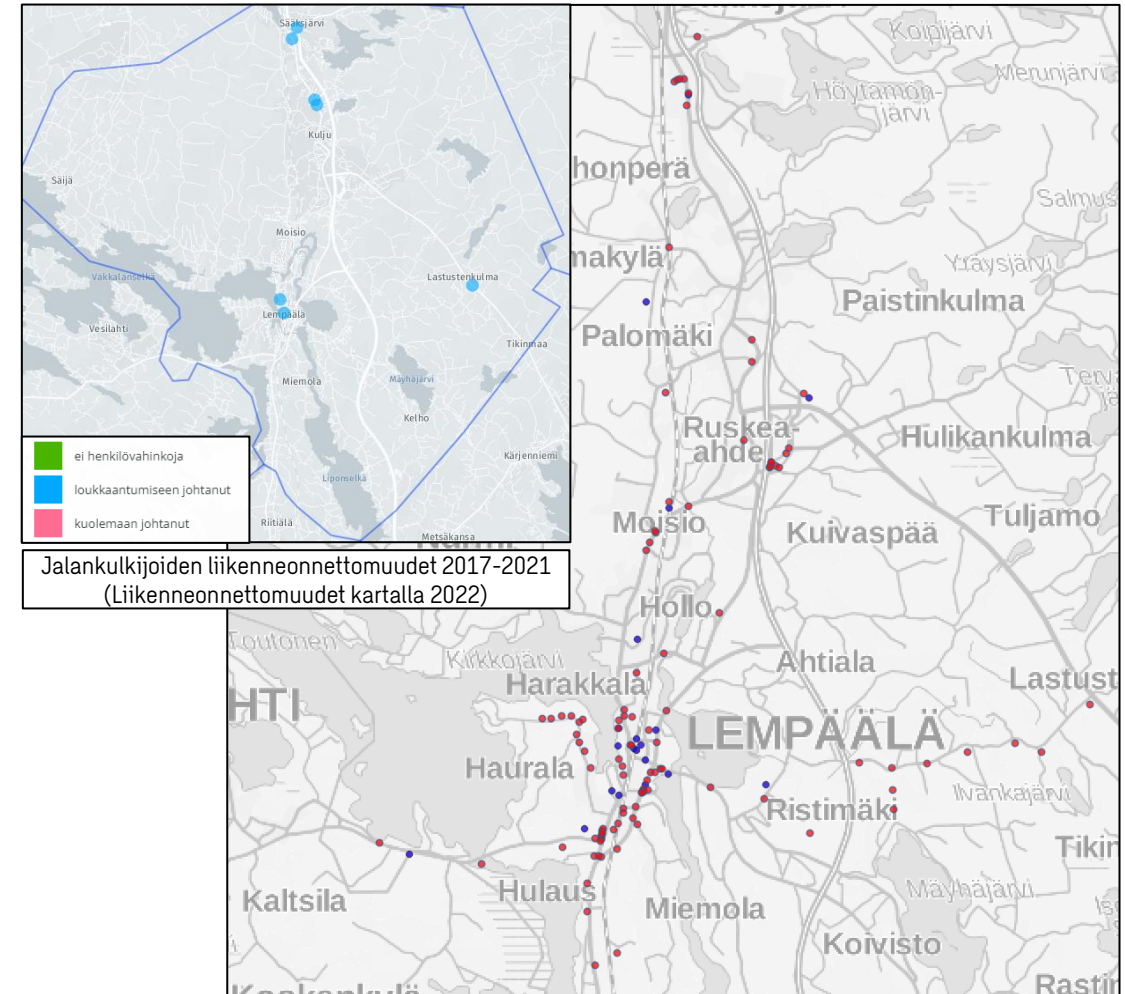 Sääksjärvi
Kulju
Säijä
Moisio
Vakkalanselkä
Lastustenkulma
Lempäälä
Vesilahti
Tikinmaa
Miemola
Mäyhäjärvi
Kelho
Kärjenniemi
Liponselkä
Riitiälä
Metsäkansa
ei henkilövahinkoja
loukkaantumiseen johtanut
kuolemaan johtanut
Jalankulkijoiden liikenneonnettomuudet 2017-2021
(Liikenneonnettomuudet kartalla 2022)
Koipijärvi
Merunjärvi
Höytämön-
järvi
honperä
Salmus
makylä
Yräysjärvi
Paistinkulma
Palomäki
Terva
jä
Ruskea-
ahde
Hulikankulma
Moisio
Kuivaspää
Tuljamo
Hollo
Toutonen
Kirkkojärvi
Ahtiala
Harakkala
Lastust
HTI
LEMPÄÄLÄ
Haurala
Ivankajärvi
Ristimäki
Tikin
Kaltsila
Hulaus
Mäyhäjärvi
Miemola
Koivisto
Rastin